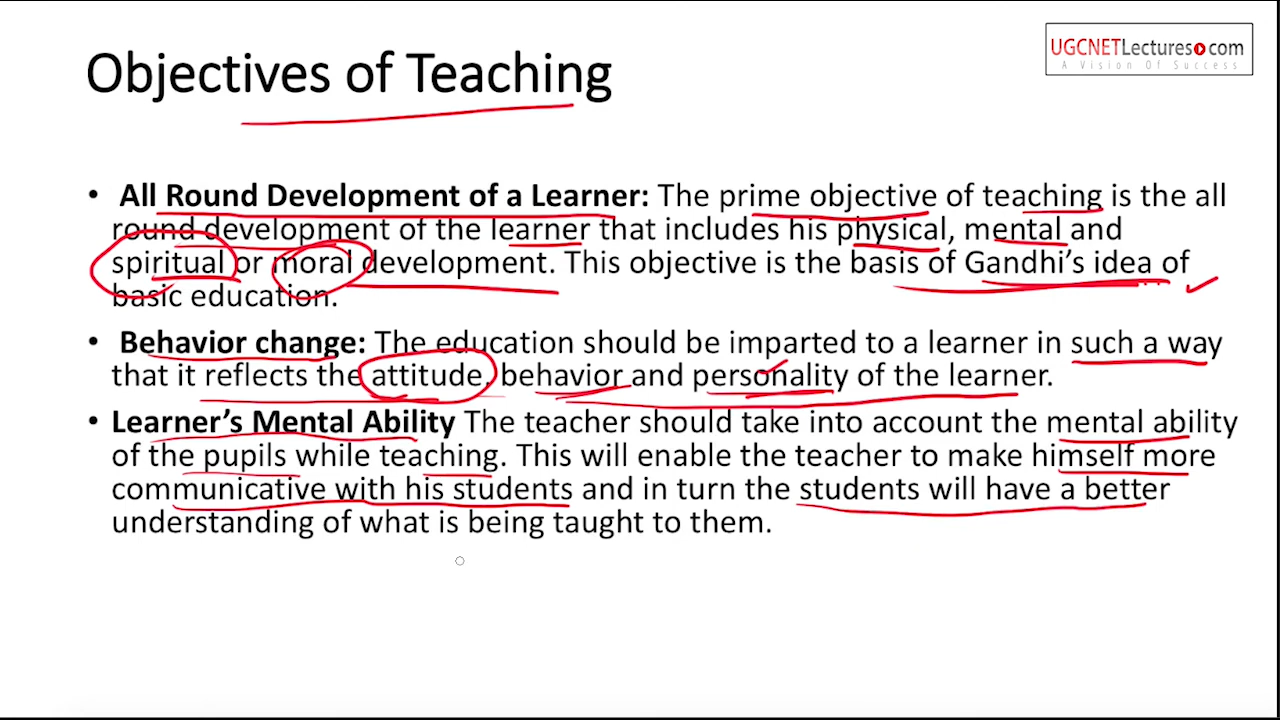 Objectives of Teaching
UGCNETLectures.com
A Vision Of Success
• All Round Development of a Learner: The prime objective of teaching is the all
round development of the learner that includes his physical, mental and
spiritual or moral development. This objective is the basis of Gandhi's idea of
basic education.
• Behavior change: The education should be imparted to a learner in such a way
that it reflects the attitude, behavior and personality of the learner.
• Learner's Mental Ability The teacher should take into account the mental ability
of the pupils while teaching. This will enable the teacher to make himself more
communicative with his students and in turn the students will have a better
understanding of what is being taught to them.